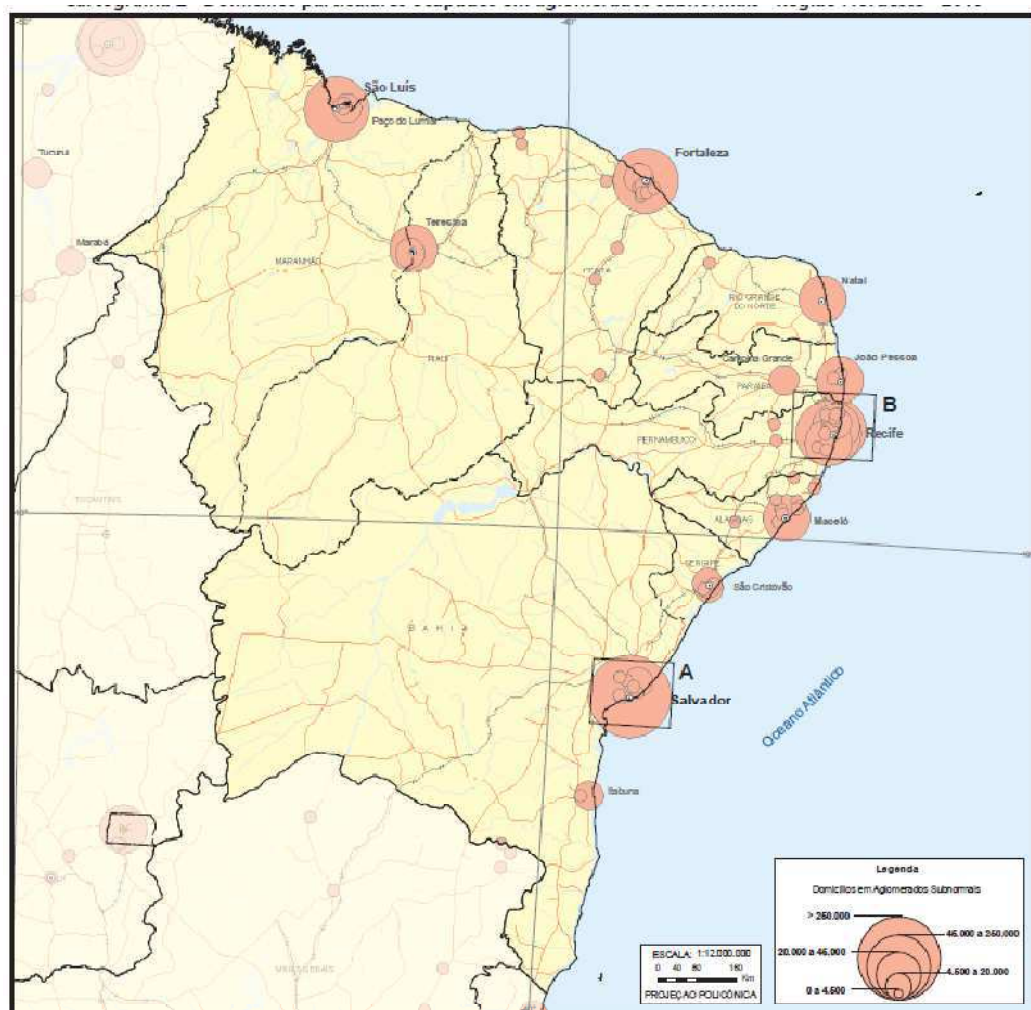 São Luís
Paço do Lumiar
Fortaleza
Tucuruí
Teresina
Marabá
MARANHÃO
CEARÁ
Natal
RIO GRANDE
DO NORTE
PIAUÍ
Campina Grande
João Pessoa
PARAÍBA
B
Recife
PERNAMBUCO
TOCANTINS
ALAGOAS
Maceió
SERGIPE
São Cristóvão
BAHIA
A
Salvador
Oceano Atlântico
Itabuna
MINAS GERAIS
Legenda
Domicílios em Aglomerados Subnormais
> 250.000
45.000 a 250.000
20.000 a 45.000
4.500 a 20.000
0 a 4.500
ESCALA: 1:12.000.000
0 40 80 160
Km
PROJEÇÃO POLICÔNICA